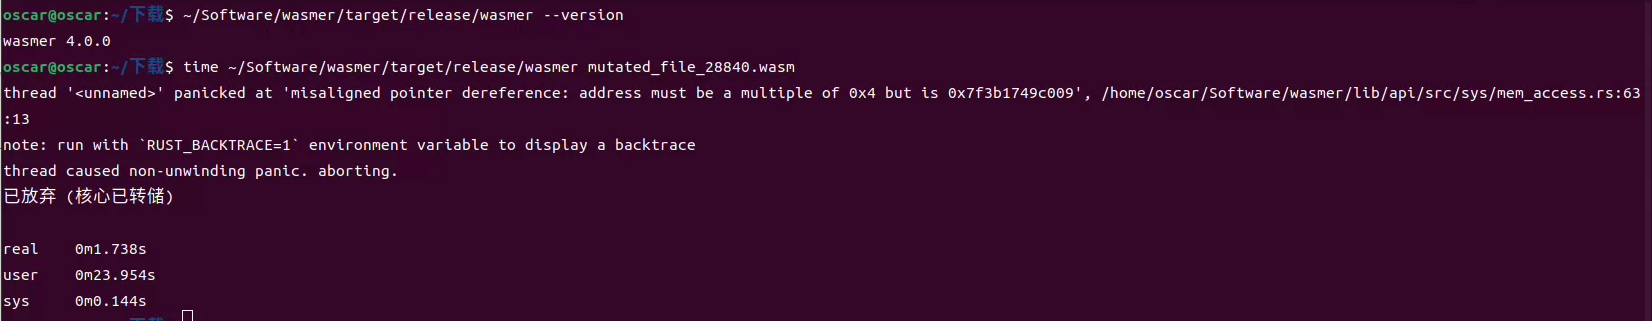 oscar@oscar:~/下载$ ~/Software/wasmer/target/release/wasmer --version
wasmer 4.0.0
oscar@oscar:~/下载$ time ~/Software/wasmer/target/release/wasmer mutated_file_28840.wasm
thread '<unnamed>' panicked at 'misaligned pointer dereference: address must be a multiple of 0x4 but is 0x7f3b1749c009', /home/oscar/Software/wasmer/lib/api/src/sys/mem_access.rs:63
:13
note: run with `RUST_BACKTRACE=1` environment variable to display a backtrace
thread caused non-unwinding panic. aborting.
已放弃 (核心已转储)
real    0m1.738s
user    0m23.954s
sys     0m0.144s